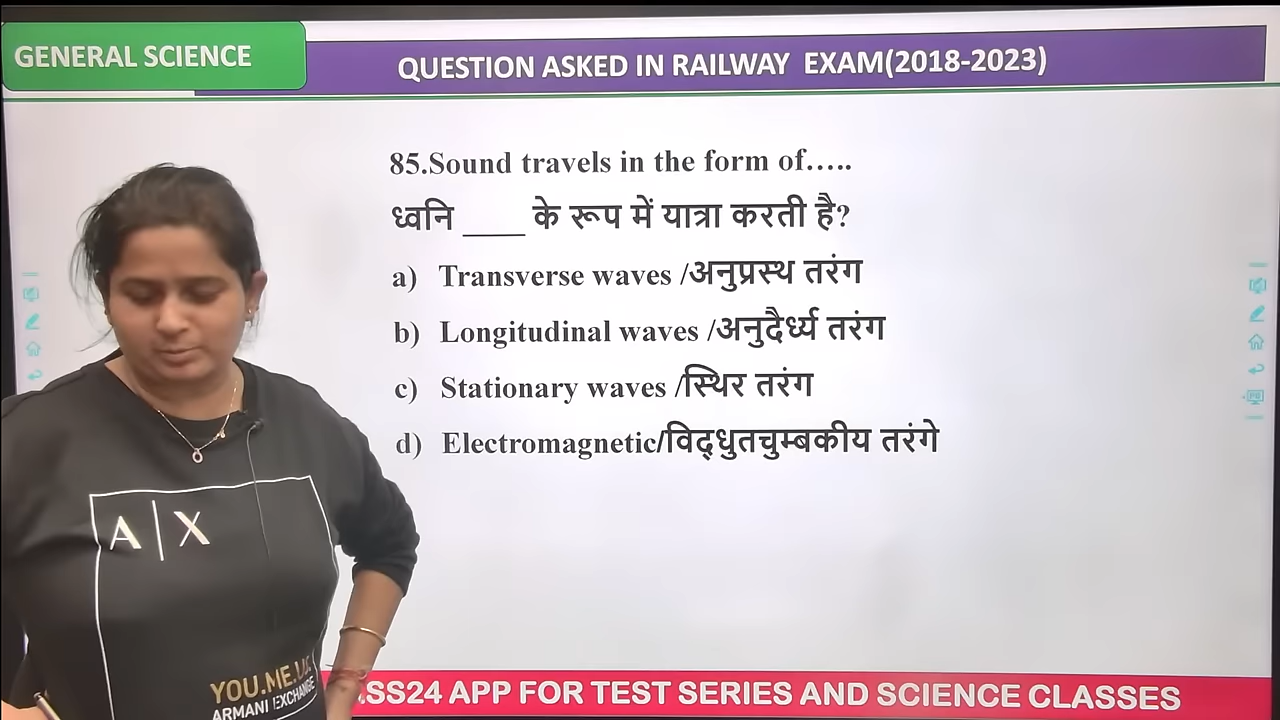 GENERAL SCIENCE
QUESTION ASKED IN RAILWAY EXAM(2018-2023)
85.Sound travels in the form of…..
ध्वनि ____ के रूप में यात्रा करती है?
a) Transverse waves /अनुप्रस्थ तरंग
b) Longitudinal waves /अनुदैर्ध्य तरंग
c) Stationary waves /स्थिर तरंग
d) Electromagnetic/विद्धुतचुम्बकीय तरंगे
A|X
YOU.ME.US
ARMANI EXCHANGE
.SS24 APP FOR TEST SERIES AND SCIENCE CLASSES